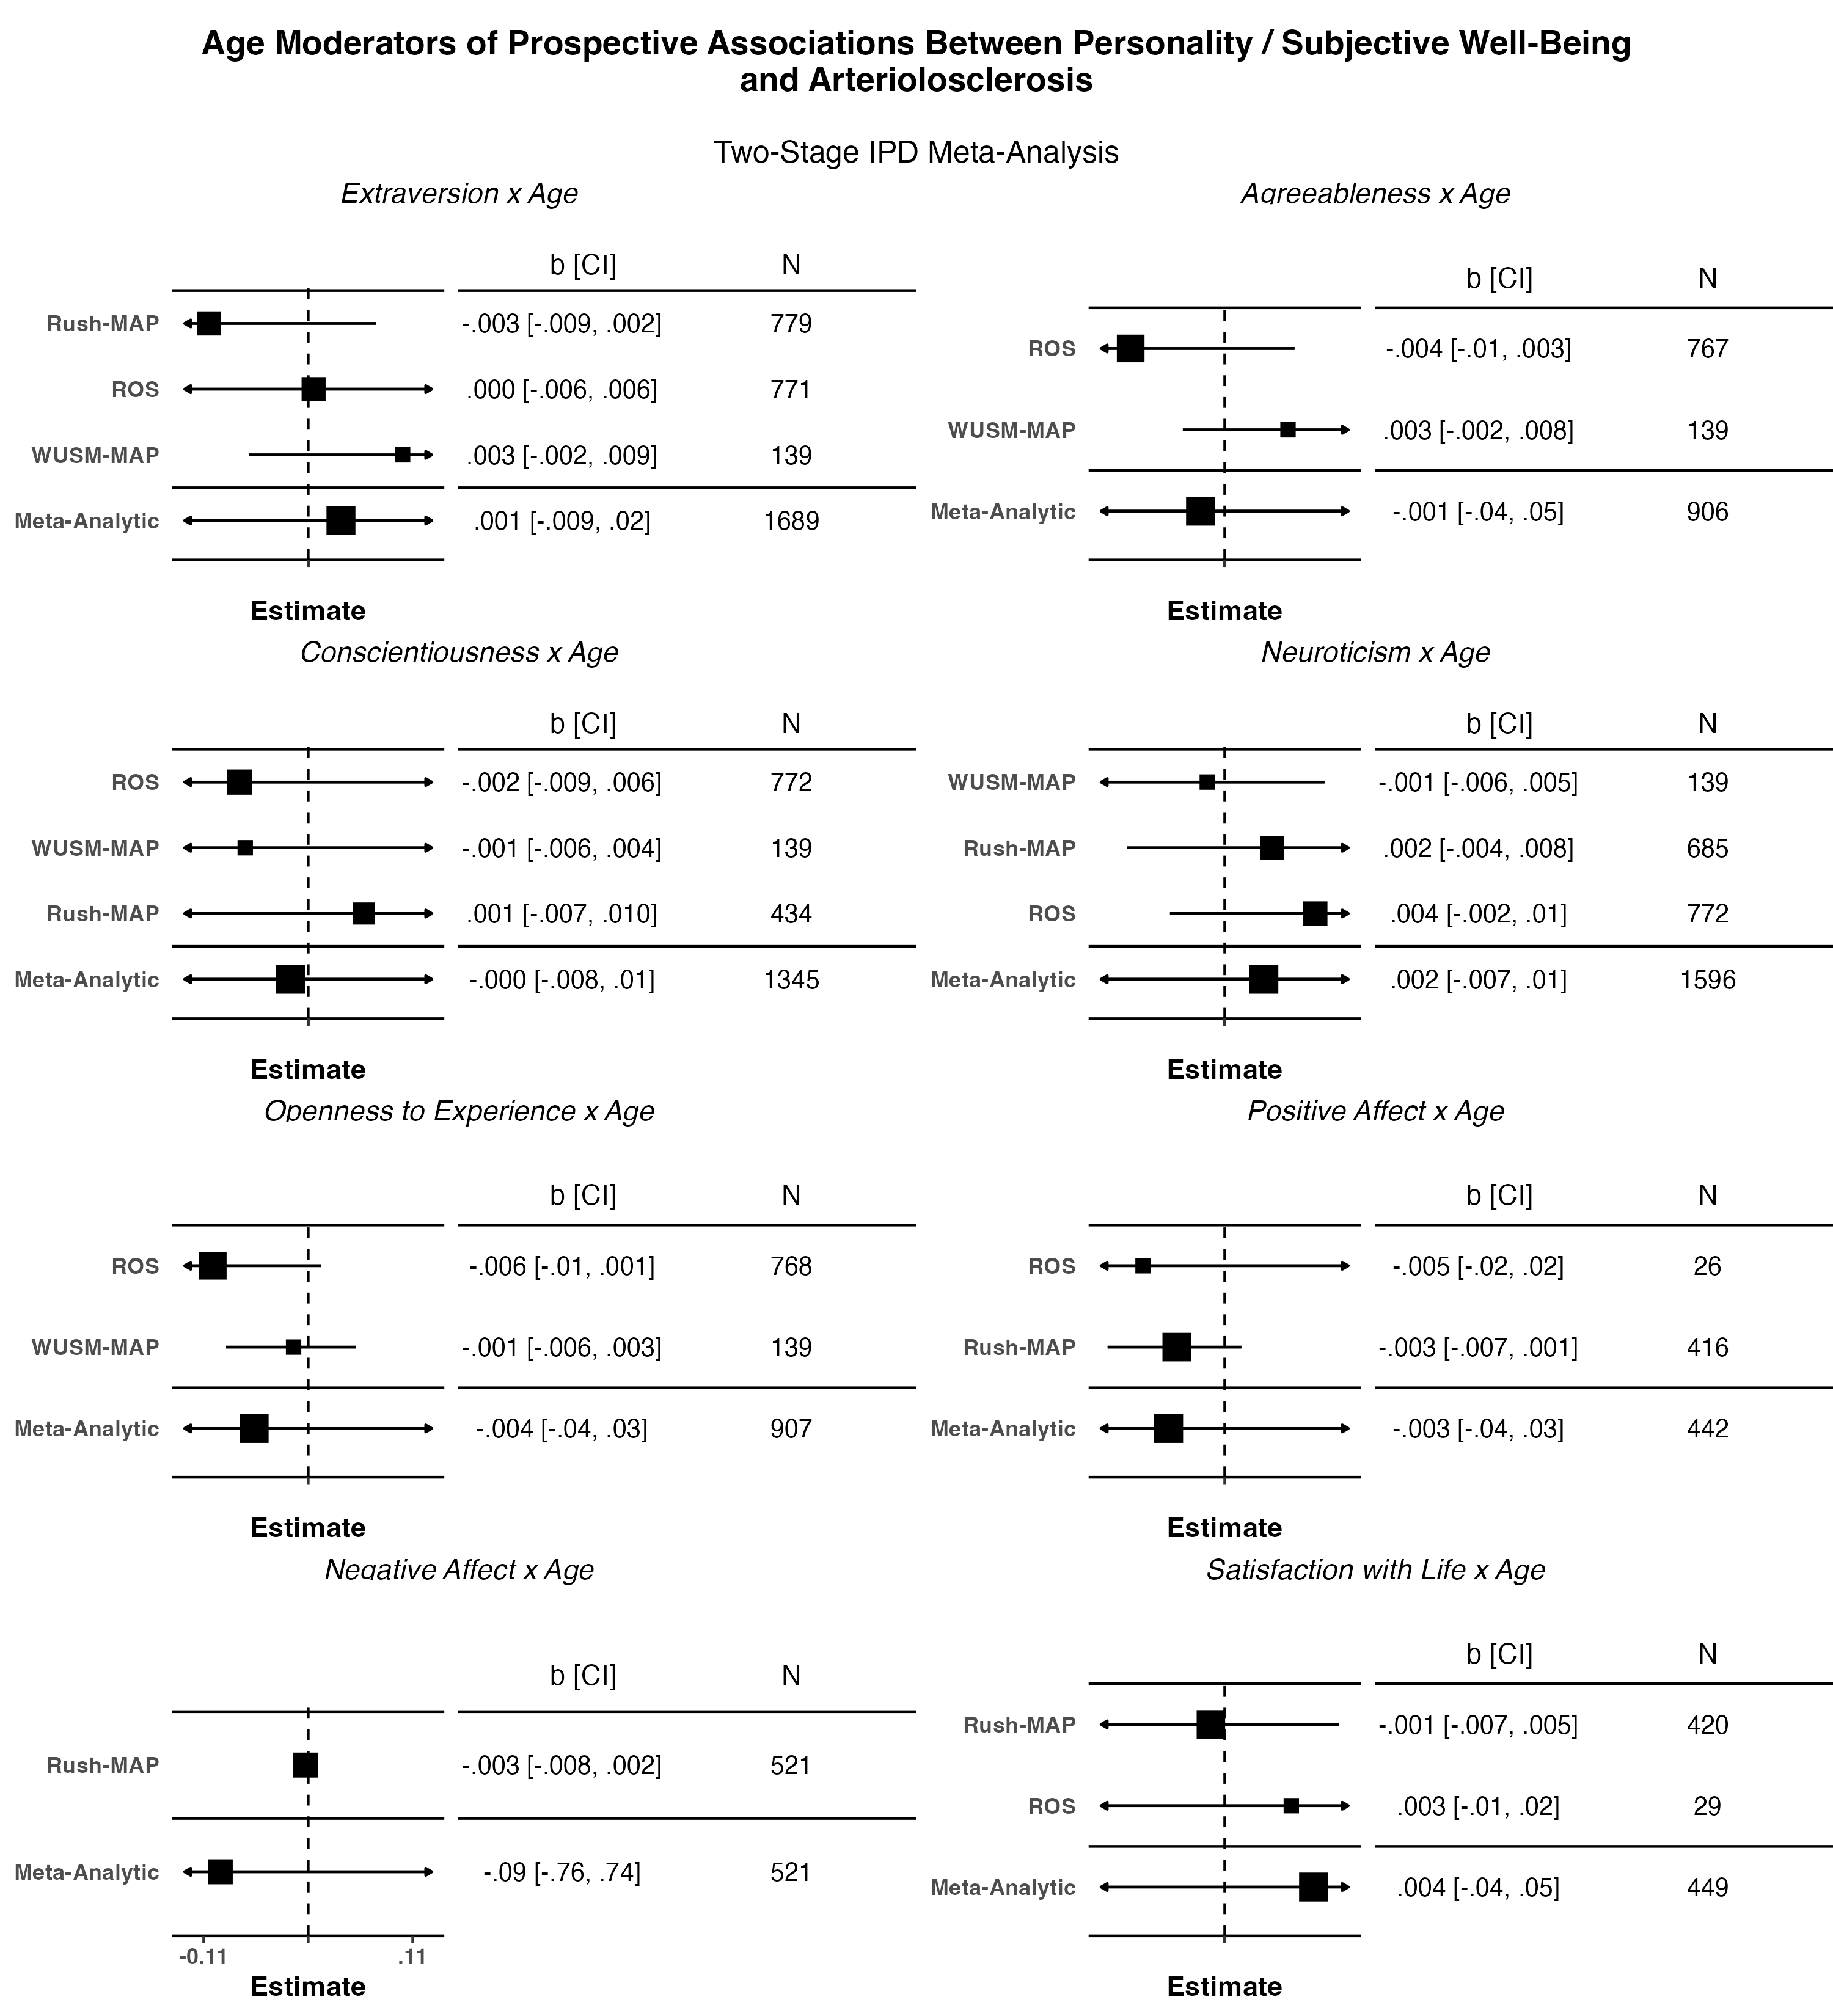 Age Moderators of Prospective Associations Between Personality / Subjective Well-Being
and Arteriolosclerosis
Two-Stage IPD Meta-Analysis
Extraversion x Age
b [CI] N
Rush-MAP -.003 [-.009, .002] 779
ROS .000 [-.006, .006] 771
WUSM-MAP .003 [-.002, .009] 139
Meta-Analytic .001 [-.009, .02] 1689
Estimate
Agreeableness x Age
b [CI] N
ROS -.004 [-.01, .003] 767
WUSM-MAP .003 [-.002, .008] 139
Meta-Analytic -.001 [-.04, .05] 906
Estimate
Conscientiousness x Age
b [CI] N
ROS -.002 [-.009, .006] 772
WUSM-MAP -.001 [-.006, .004] 139
Rush-MAP .001 [-.007, .010] 434
Meta-Analytic -.000 [-.008, .01] 1345
Estimate
Neuroticism x Age
b [CI] N
WUSM-MAP -.001 [-.006, .005] 139
Rush-MAP .002 [-.004, .008] 685
ROS .004 [-.002, .01] 772
Meta-Analytic .002 [-.007, .01] 1596
Estimate
Openness to Experience x Age
b [CI] N
ROS -.006 [-.01, .001] 768
WUSM-MAP -.001 [-.006, .003] 139
Meta-Analytic -.004 [-.04, .03] 907
Estimate
Positive Affect x Age
b [CI] N
ROS -.005 [-.02, .02] 26
Rush-MAP -.003 [-.007, .001] 416
Meta-Analytic -.003 [-.04, .03] 442
Estimate
Negative Affect x Age
b [CI] N
Rush-MAP -.003 [-.008, .002] 521
Meta-Analytic -.09 [-.76, .74] 521
-0.11 .11
Estimate
Satisfaction with Life x Age
b [CI] N
Rush-MAP -.001 [-.007, .005] 420
ROS .003 [-.01, .02] 29
Meta-Analytic .004 [-.04, .05] 449
Estimate